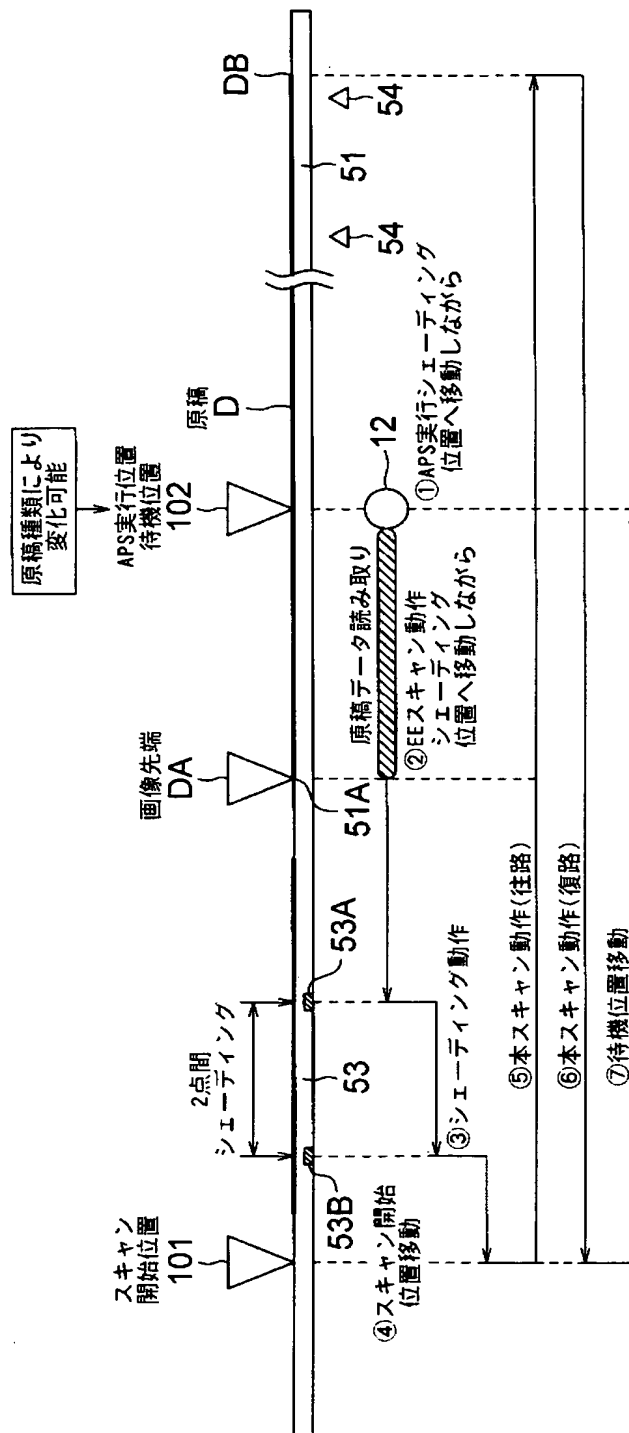 スキャン
開始位置
101
画像先端
DA
原稿種類により
変化可能
APS実行位置
待機位置
102
原稿
D
DB
2点間
シェーディング
53B
53
53A
51A
51
54
54
12
原稿データ読み取り
①APS実行シェーディング
位置へ移動しながら
②EEスキャン動作
シェーディング
位置へ移動しながら
③シェーディング動作
④スキャン開始
位置移動
⑤本スキャン動作(往路)
⑥本スキャン動作(復路)
⑦待機位置移動